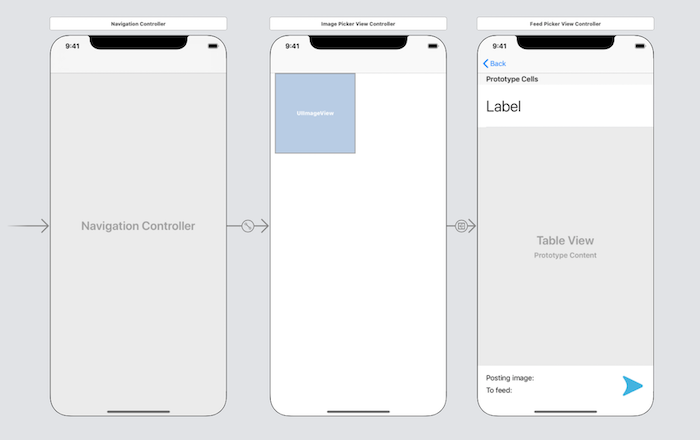 Navigation Controller
9:41
Navigation Controller
Image Picker View Controller
9:41
UIImageView
Feed Picker View Controller
9:41
Back
Prototype Cells
Label
Table View
Prototype Content
Posting image:
To feed: